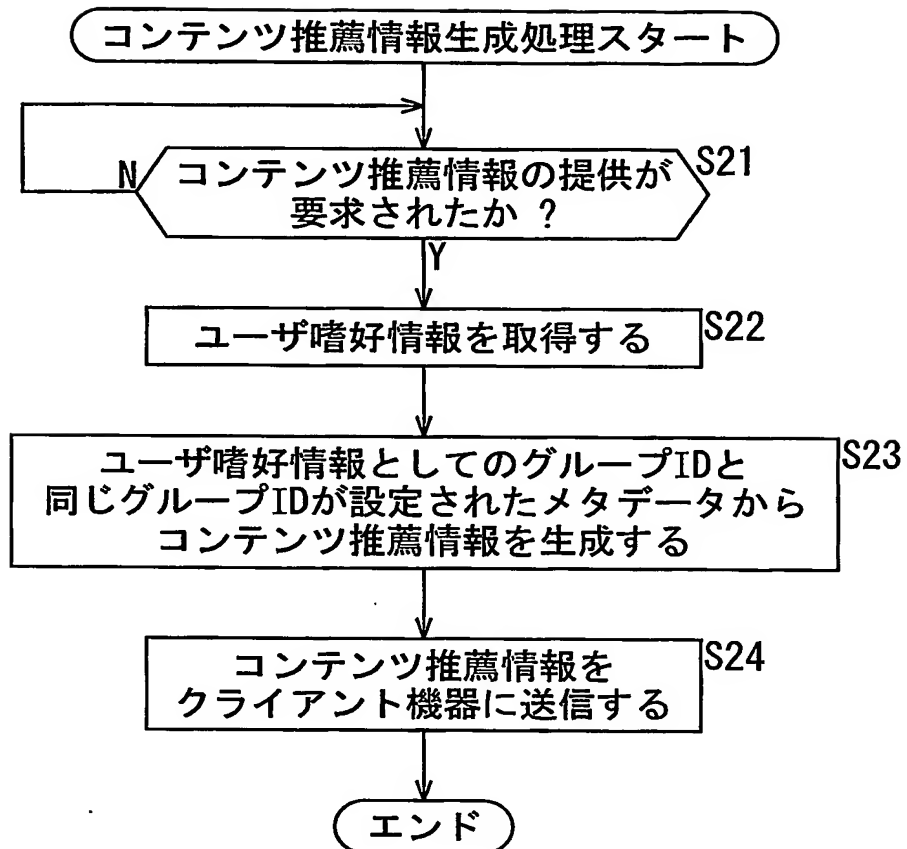 コンテンツ推薦情報生成処理スタート
N
コンテンツ推薦情報の提供が
要求されたか ?
S21
Y
ユーザ嗜好情報を取得する
S22
ユーザ嗜好情報としてのグループIDと
同じグループIDが設定されたメタデータから
コンテンツ推薦情報を生成する
S23
コンテンツ推薦情報を
クライアント機器に送信する
S24
エンド